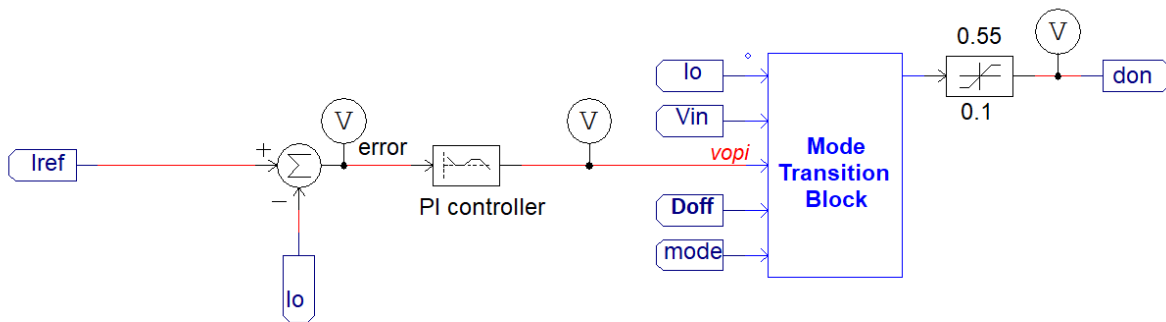 0.55
V
Io
don
Vin
0.1
V
V
+
error
Mode
Transition
Block
vopi
Iref
Σ
−
PI controller
Doff
mode
Io